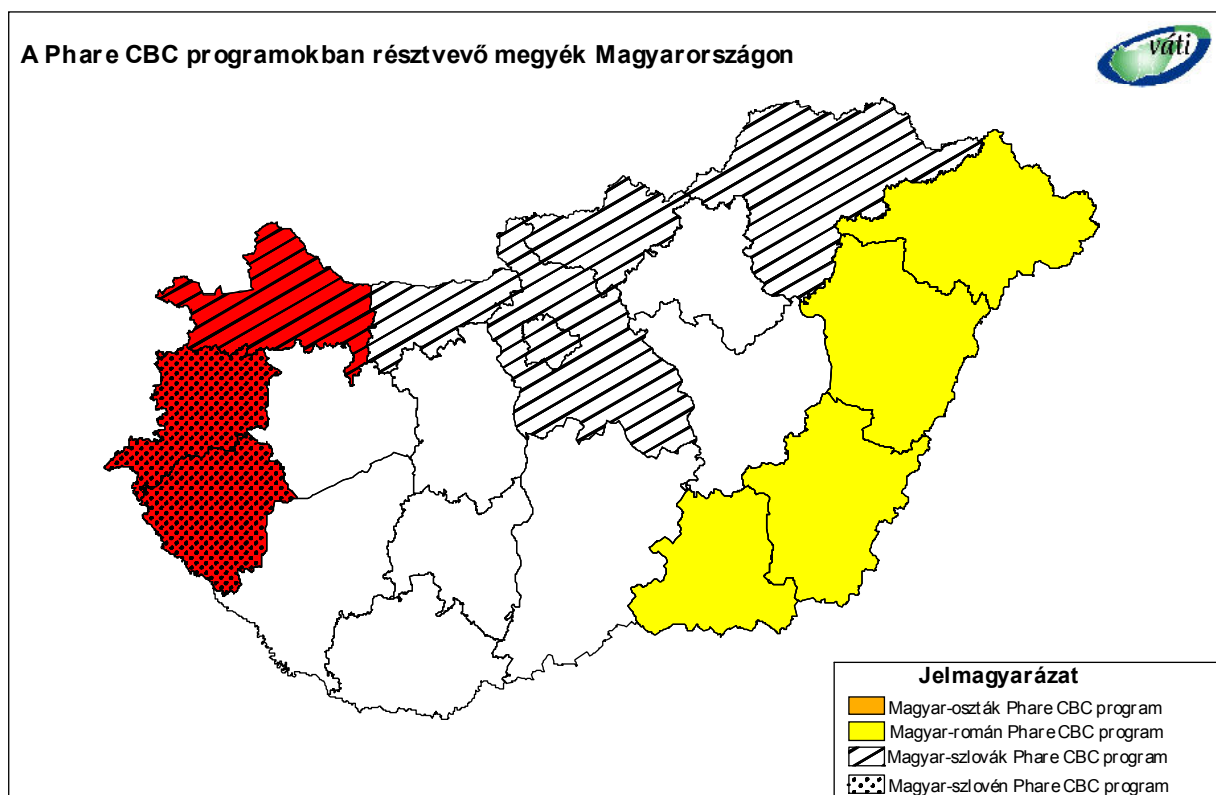 A Phare CBC programokban résztvevő megyék Magyarországon
váti
Jelmagyarázat
Magyar-oszták Phare CBC program
Magyar-román Phare CBC program
Magyar-szlovák Phare CBC program
Magyar-szlovén Phare CBC program